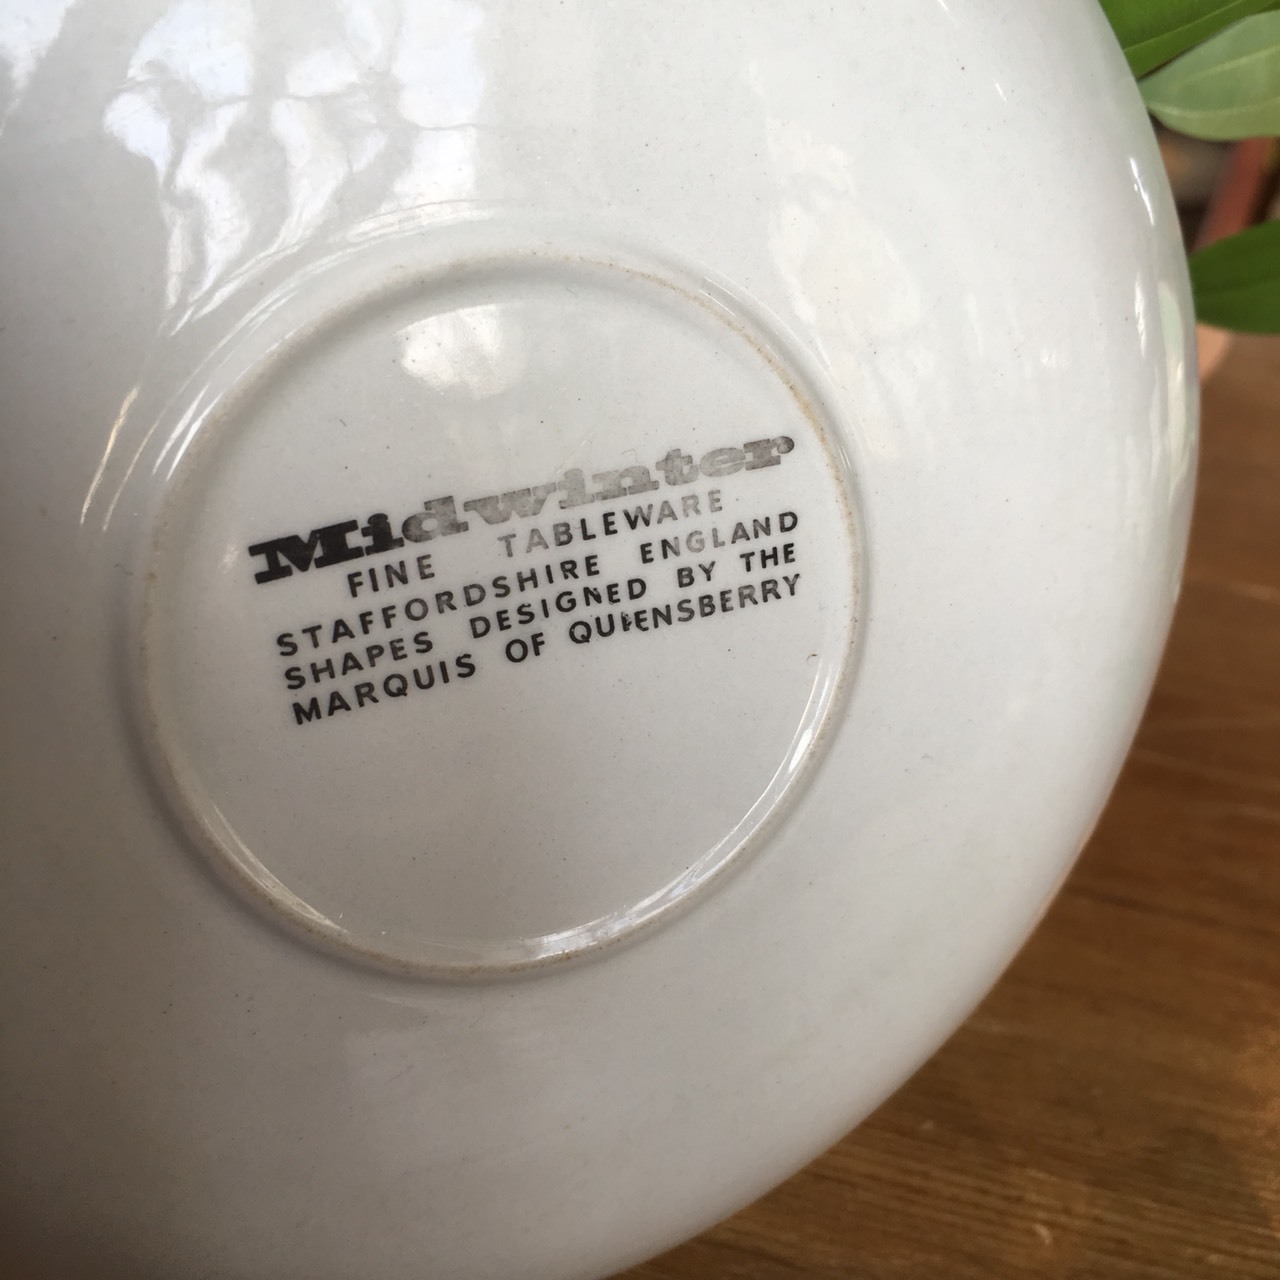 Midwinter
FINE TABLEWARE
STAFFORDSHIRE ENGLAND
SHAPES DESIGNED BY THE
MARQUIS OF QUEENSBERRY